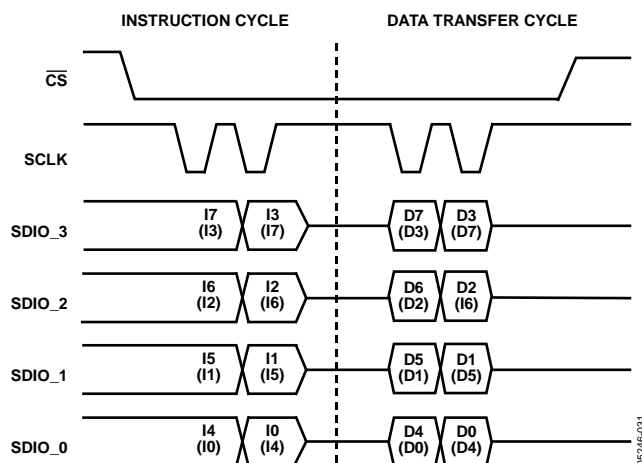 INSTRUCTION CYCLE DATA TRANSFER CYCLE
CS
SCLK
SDIO_3 I7 I3 D7 D3
(I3) (I7) (D3) (D7)
SDIO_2 I6 I2 D6 D2
(I2) (I6) (D2) (I6)
SDIO_1 I5 I1 D5 D1
(I1) (I5) (D1) (D5)
SDIO_0 I4 I0 D4 D0
(I0) (I4) (D0) (D4)
05246-031